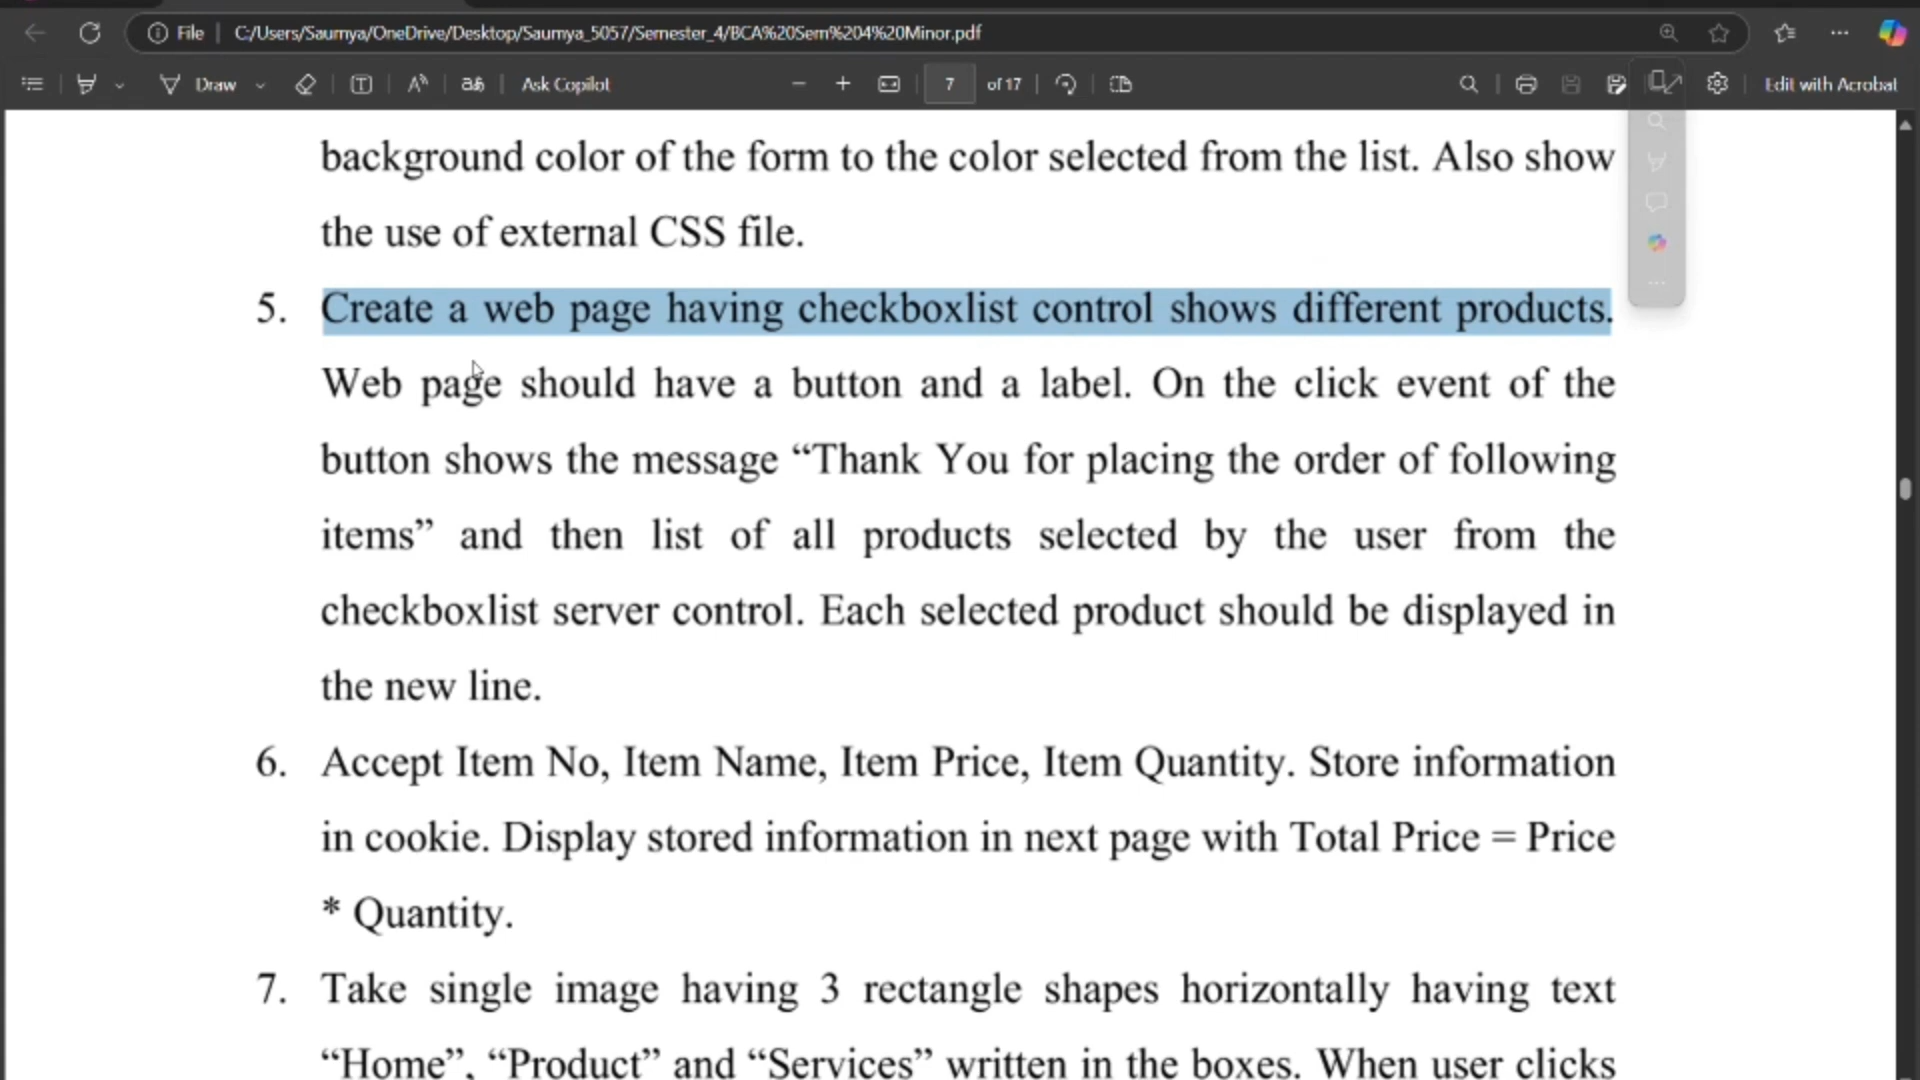 File
C:/Users/Saumya/OneDrive/Desktop/Saumya_5057/Semester_4/BCA%20Sem%204%20Minor.pdf
Draw
Ask Copilot
7 of 17
Edit with Acrobat
background color of the form to the color selected from the list. Also show
the use of external CSS file.
5. Create a web page having checkboxlist control shows different products.
Web page should have a button and a label. On the click event of the
button shows the message “Thank You for placing the order of following
items” and then list of all products selected by the user from the
checkboxlist server control. Each selected product should be displayed in
the new line.
6. Accept Item No, Item Name, Item Price, Item Quantity. Store information
in cookie. Display stored information in next page with Total Price = Price
* Quantity.
7. Take single image having 3 rectangle shapes horizontally having text
“Home”, “Product” and “Services” written in the boxes. When user clicks